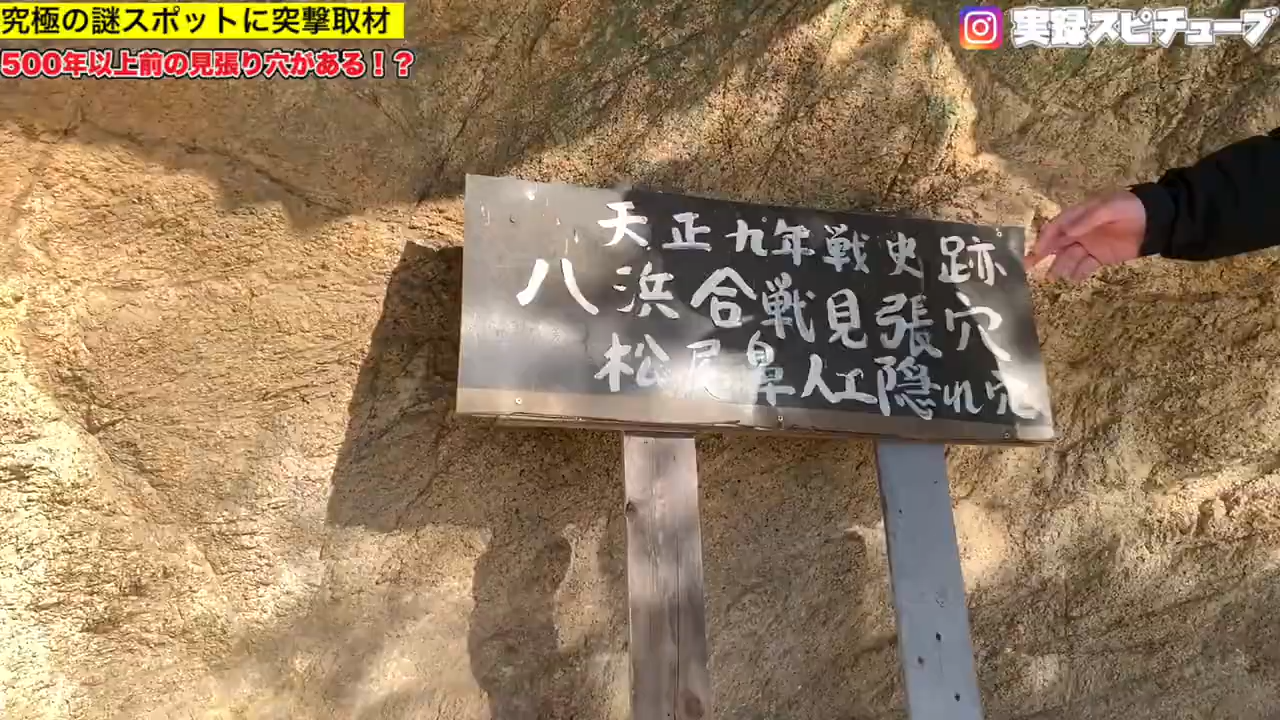 究極の謎スポットに突撃取材
500年以上前の見張り穴がある！？
実録スピチューブ
天正九年戦史跡
八浜合戦見張穴
松尾鼻人工隠れ穴